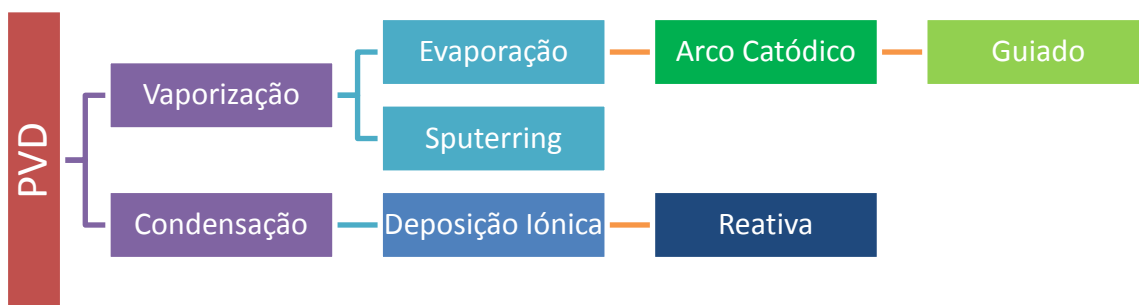 PVD
Vaporização
Evaporação
Arco Catódico
Guiado
Sputerring
Condensação
Deposição Iónica
Reativa